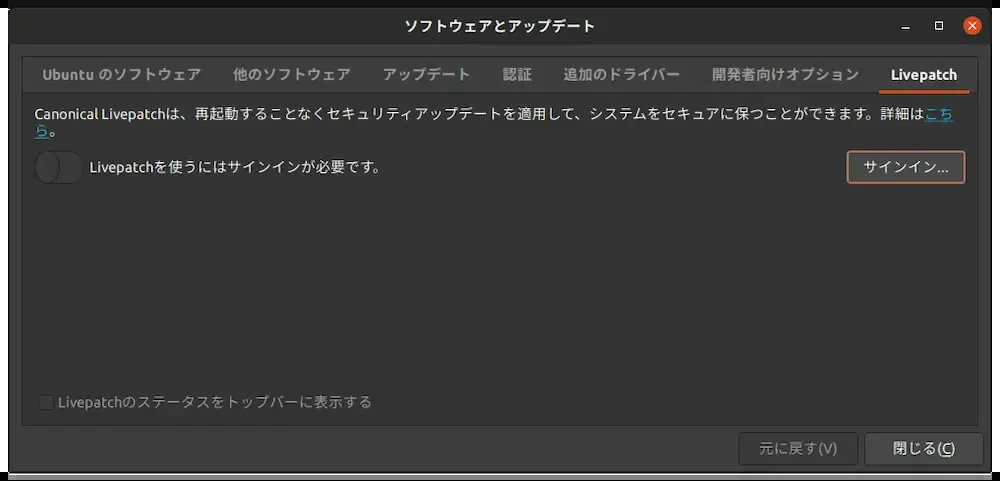 ソフトウェアとアップデート
Ubuntu のソフトウェア 他のソフトウェア アップデート 認証 追加のドライバー 開発者向けオプション Livepatch
Canonical Livepatchは、再起動することなくセキュリティアップデートを適用して、システムをセキュアに保つことができます。詳細はこち
ら。
Livepatchを使うにはサインインが必要です。 サインイン...
Livepatchのステータスをトップバーに表示する
元に戻す(V) 閉じる(C)